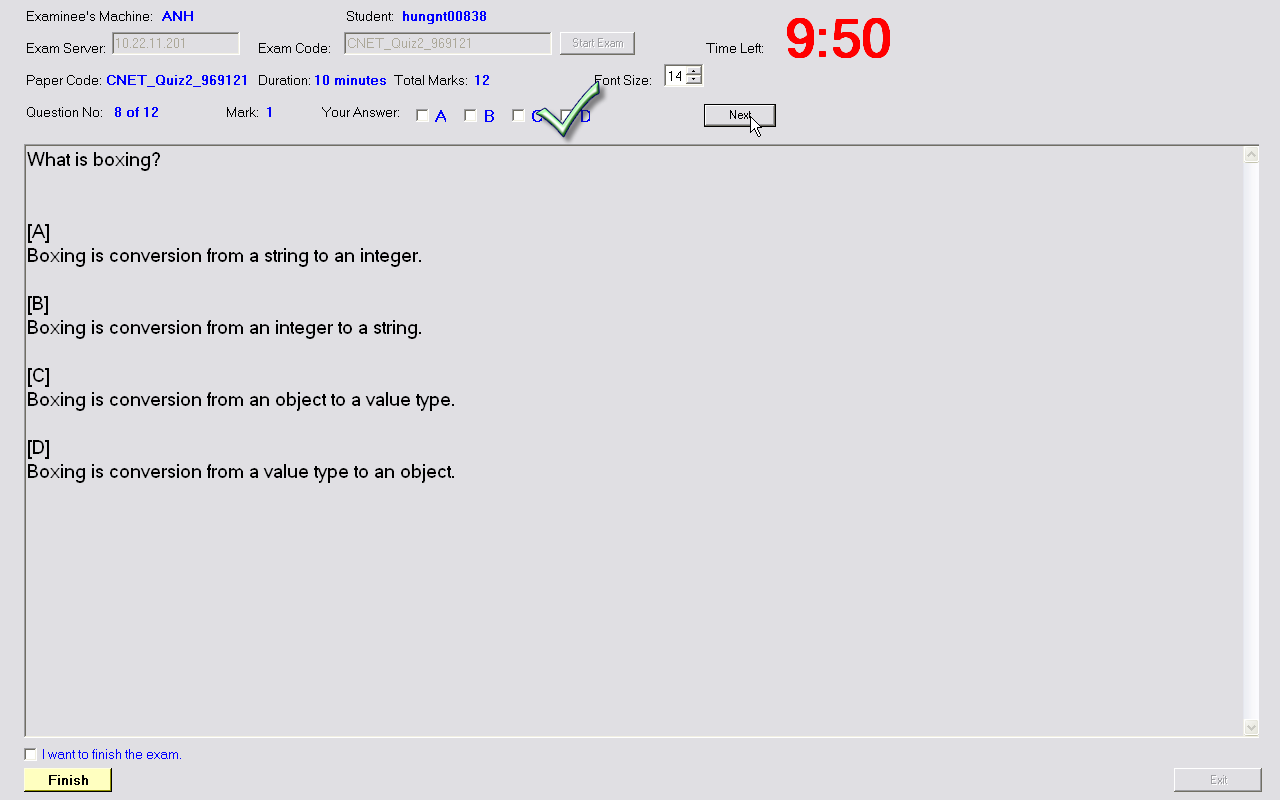 Examinee's Machine: ANH Student: hungnt00838
Exam Server: 10.22.11.201 Exam Code: CNET_Quiz2_969121 Start Exam Time Left: 9:50
Paper Code: CNET_Quiz2_969121 Duration: 10 minutes Total Marks: 12 Font Size: 14
Question No: 8 of 12 Mark: 1 Your Answer: A B C D Next
What is boxing?
[A]
Boxing is conversion from a string to an integer.
[B]
Boxing is conversion from an integer to a string.
[C]
Boxing is conversion from an object to a value type.
[D]
Boxing is conversion from a value type to an object.
I want to finish the exam.
Finish Exit